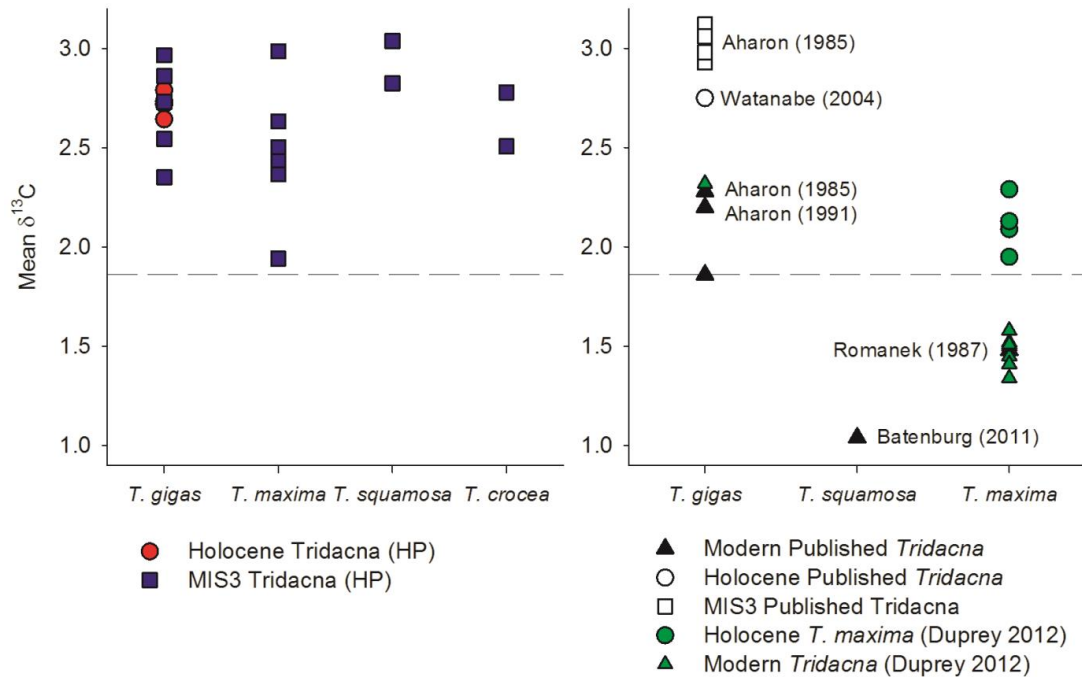 Mean δ¹³C
3.0
2.5
2.0
1.5
1.0
T. gigas
T. maxima
T. squamosa
T. crocea
Holocene Tridacna (HP)
MIS3 Tridacna (HP)
3.0
2.5
2.0
1.5
1.0
Aharon (1985)
Watanabe (2004)
Aharon (1985)
Aharon (1991)
Romanek (1987)
Batenburg (2011)
T. gigas
T. squamosa
T. maxima
Modern Published Tridacna
Holocene Published Tridacna
MIS3 Published Tridacna
Holocene T. maxima (Duprey 2012)
Modern Tridacna (Duprey 2012)